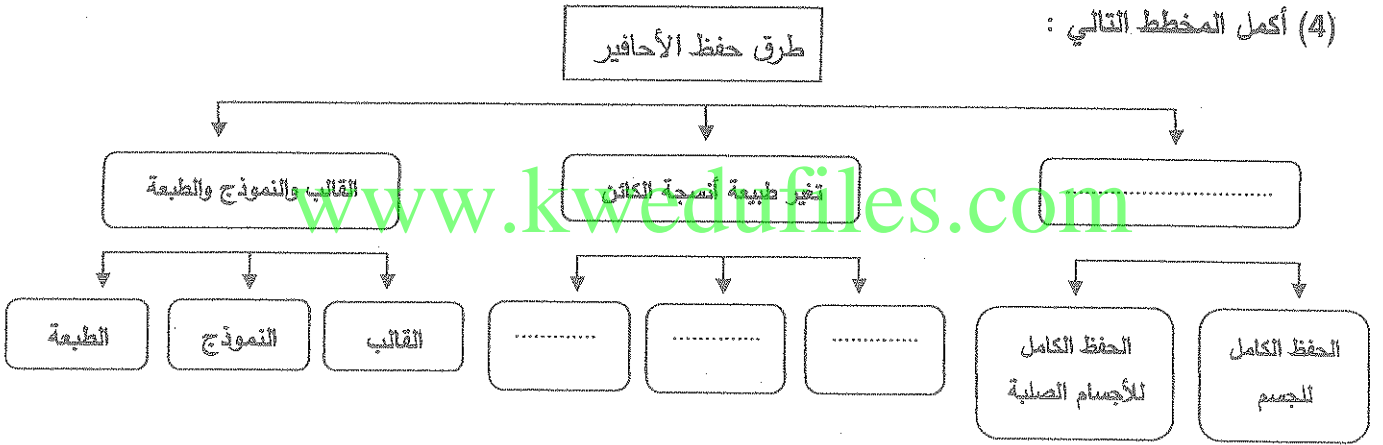 (4) أكمل المخطط التالي :
طرق حفظ الأحافير
........................
تغير طبيعة أنسجة الكائن
القالب والنموذج والطبعة
www.kwedufiles.com
الحفظ الكامل
للجسم
الحفظ الكامل
للأجسام الصلبة
..............
..............
..............
القالب
النموذج
الطبعة